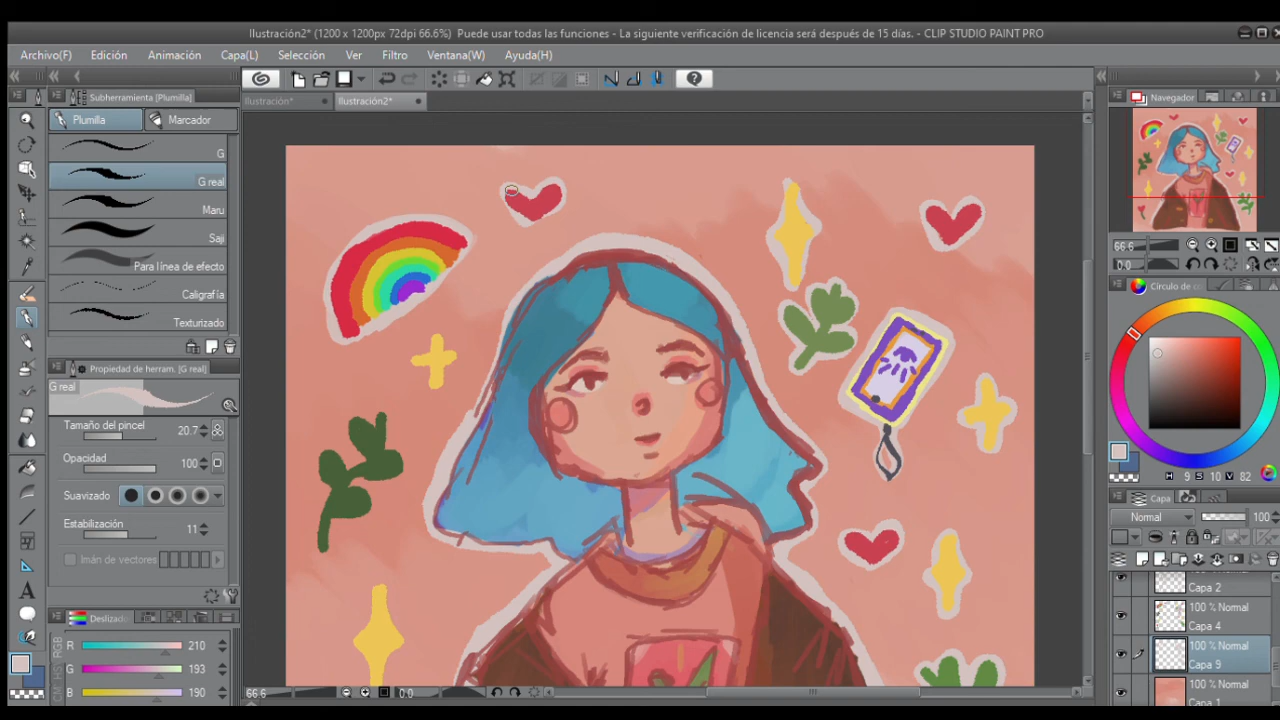 Ilustración2* (1200 x 1200px 72dpi 66.6%) Puede usar todas las funciones - La siguiente verificación de licencia será después de 15 días. - CLIP STUDIO PAINT PRO
Archivo(F) Edición Animación Capa(L) Selección Ver Filtro Ventana(W) Ayuda(H)
Subherramienta [Plumilla]
Ilustración* Ilustración2*
Navegador
Plumilla Marcador
G
G real
Maru
Saji
Para línea de efecto
Caligrafía
Texturizado
66.6
0.0
Círculo de co
Propiedad de herram. [G real]
G real
Tamaño del pincel 20.7
Opacidad 100
Suavizado
Estabilización 11
Imán de vectores
H 9 S 10 V 82
Capa
Normal 100
Capa 2
100 % Normal
Capa 4
100 % Normal
Capa 9
100 % Normal
Capa 1
Deslizado
RGB
R 210
G 193
B 190
66.6 0.0